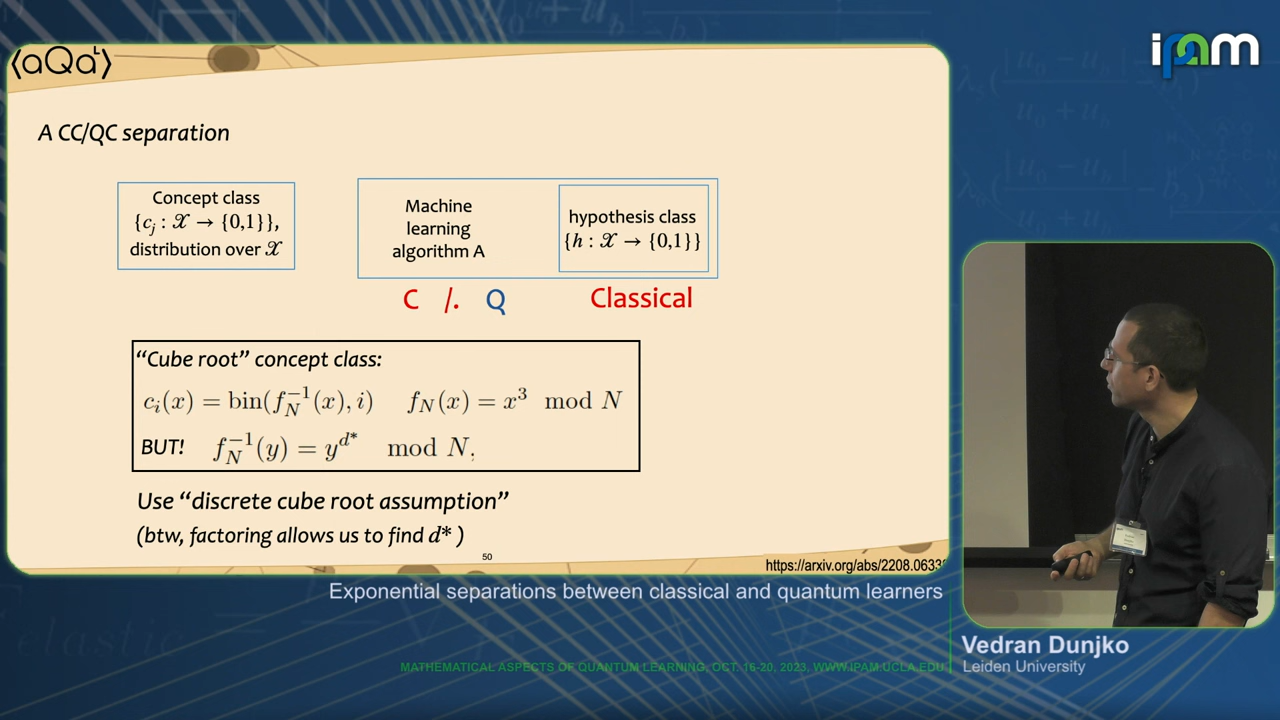 ⟨aQaᴸ⟩
ipam
A CC/QC separation
Concept class
{c_j : 𝒳 → {0,1}},
distribution over 𝒳
Machine
learning
algorithm A
hypothesis class
{h : 𝒳 → {0,1}}
C /. Q Classical
“Cube root” concept class:
c_i(x) = bin(f_N^{-1}(x), i) f_N(x) = x^3 mod N
BUT! f_N^{-1}(y) = y^{d*} mod N.
Use “discrete cube root assumption”
(btw, factoring allows us to find d* )
50
https://arxiv.org/abs/2208.0633
Exponential separations between classical and quantum learners
Vedran Dunjko
Leiden University
MATHEMATICAL ASPECTS OF QUANTUM LEARNING, OCT. 16-20, 2023, WWW.IPAM.UCLA.EDU